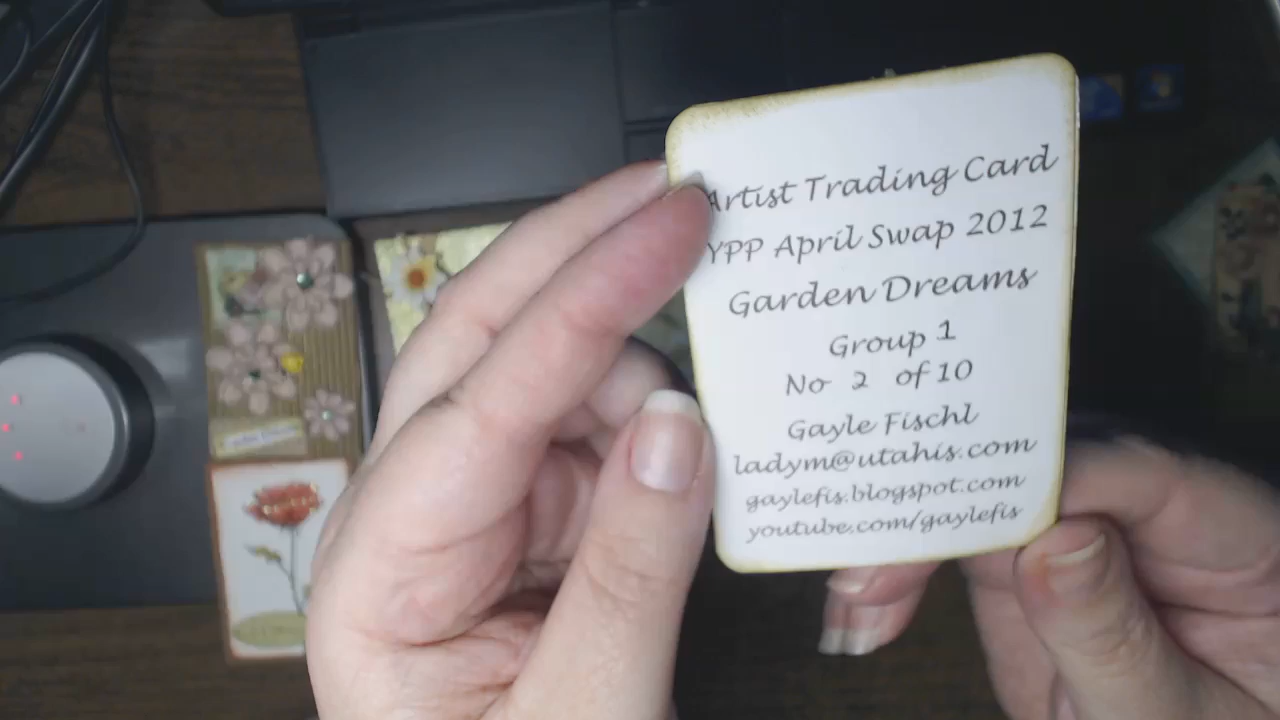 Artist Trading Card
YPP April Swap 2012
Garden Dreams
Group 1
No 2 of 10
Gayle Fischl
ladym@utahis.com
gaylefis.blogspot.com
youtube.com/gaylefis